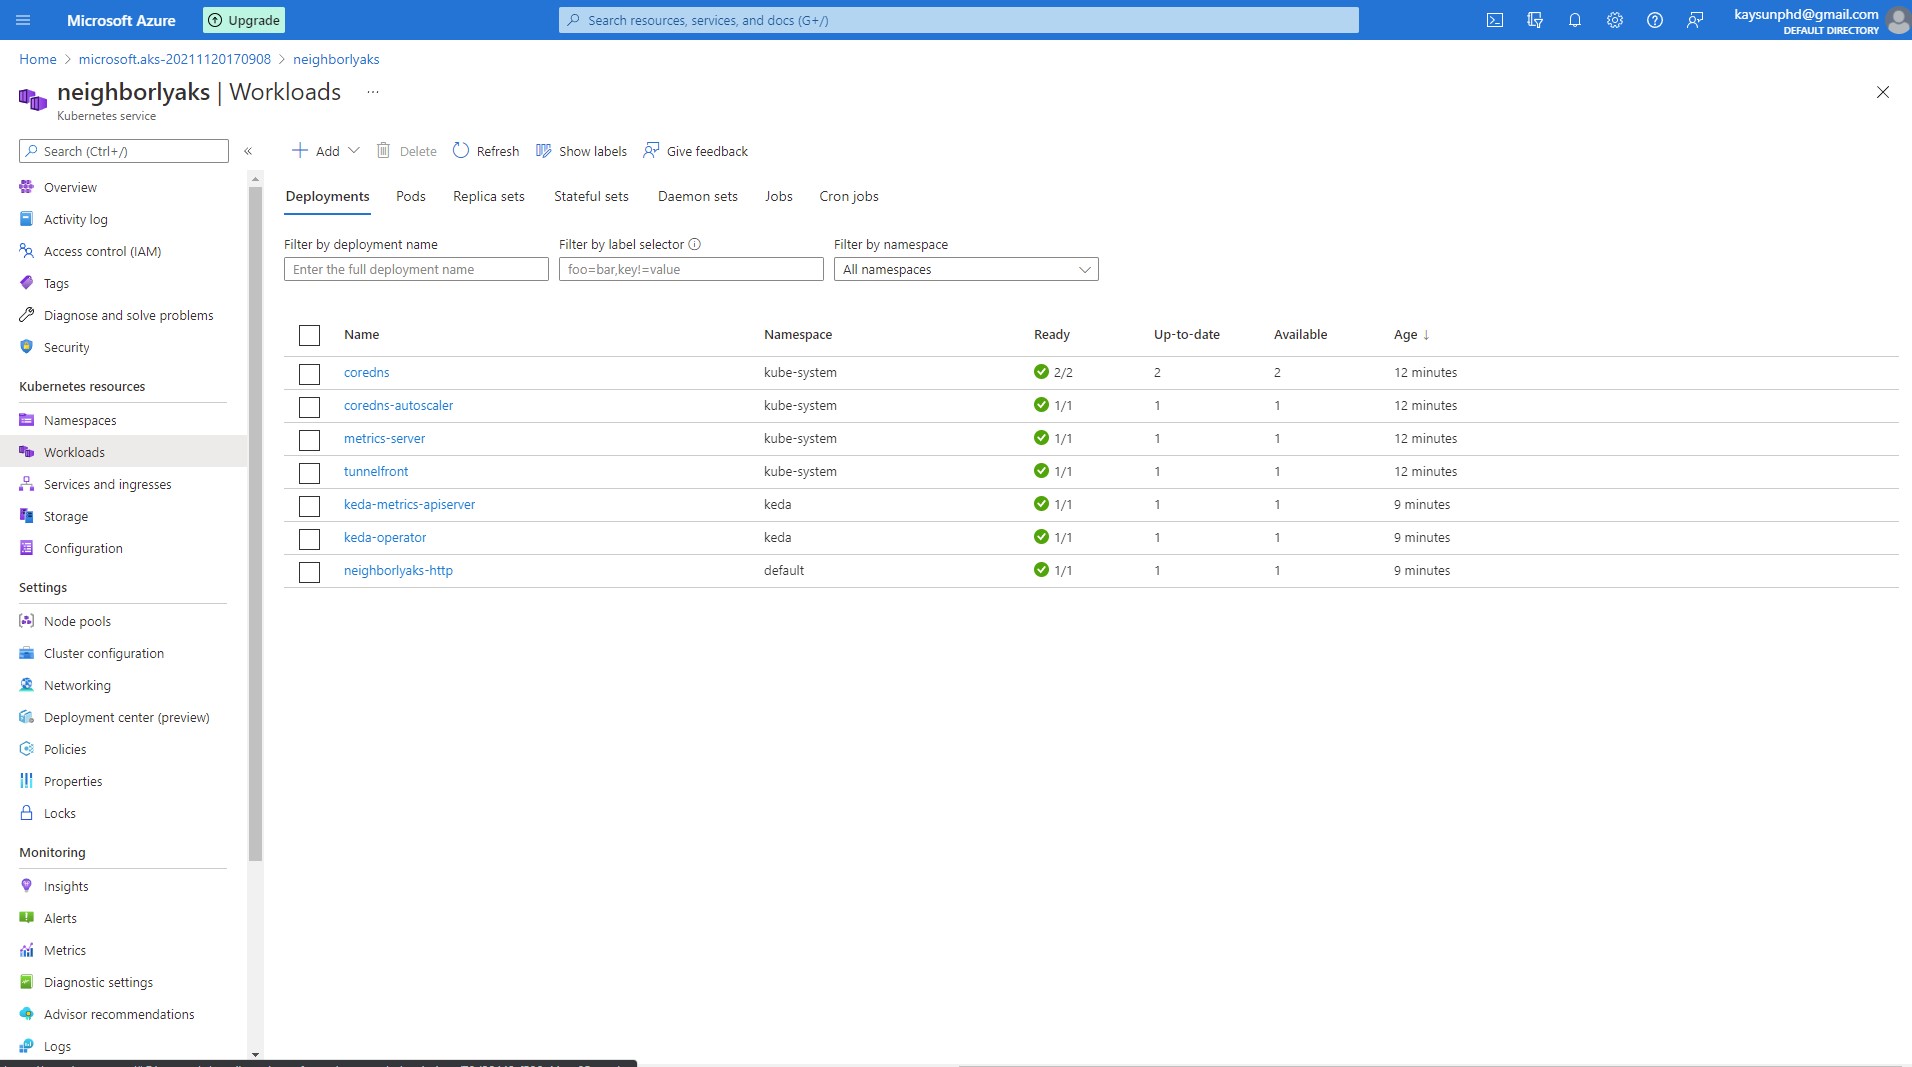 Microsoft Azure
Upgrade
Search resources, services, and docs (G+/)
kaysunphd@gmail.com
DEFAULT DIRECTORY
Home > microsoft.aks-20211120170908 > neighborlyaks
neighborlyaks | Workloads ...
Kubernetes service
Search (Ctrl+/)
Overview
Activity log
Access control (IAM)
Tags
Diagnose and solve problems
Security
Kubernetes resources
Namespaces
Workloads
Services and ingresses
Storage
Configuration
Settings
Node pools
Cluster configuration
Networking
Deployment center (preview)
Policies
Properties
Locks
Monitoring
Insights
Alerts
Metrics
Diagnostic settings
Advisor recommendations
Logs
Add Delete Refresh Show labels Give feedback
Deployments Pods Replica sets Stateful sets Daemon sets Jobs Cron jobs
Filter by deployment name Filter by label selector Filter by namespace
Enter the full deployment name foo=bar,key!=value All namespaces
Name Namespace Ready Up-to-date Available Age ↓
coredns kube-system 2/2 2 2 12 minutes
coredns-autoscaler kube-system 1/1 1 1 12 minutes
metrics-server kube-system 1/1 1 1 12 minutes
tunnelfront kube-system 1/1 1 1 12 minutes
keda-metrics-apiserver keda 1/1 1 1 9 minutes
keda-operator keda 1/1 1 1 9 minutes
neighborlyaks-http default 1/1 1 1 9 minutes